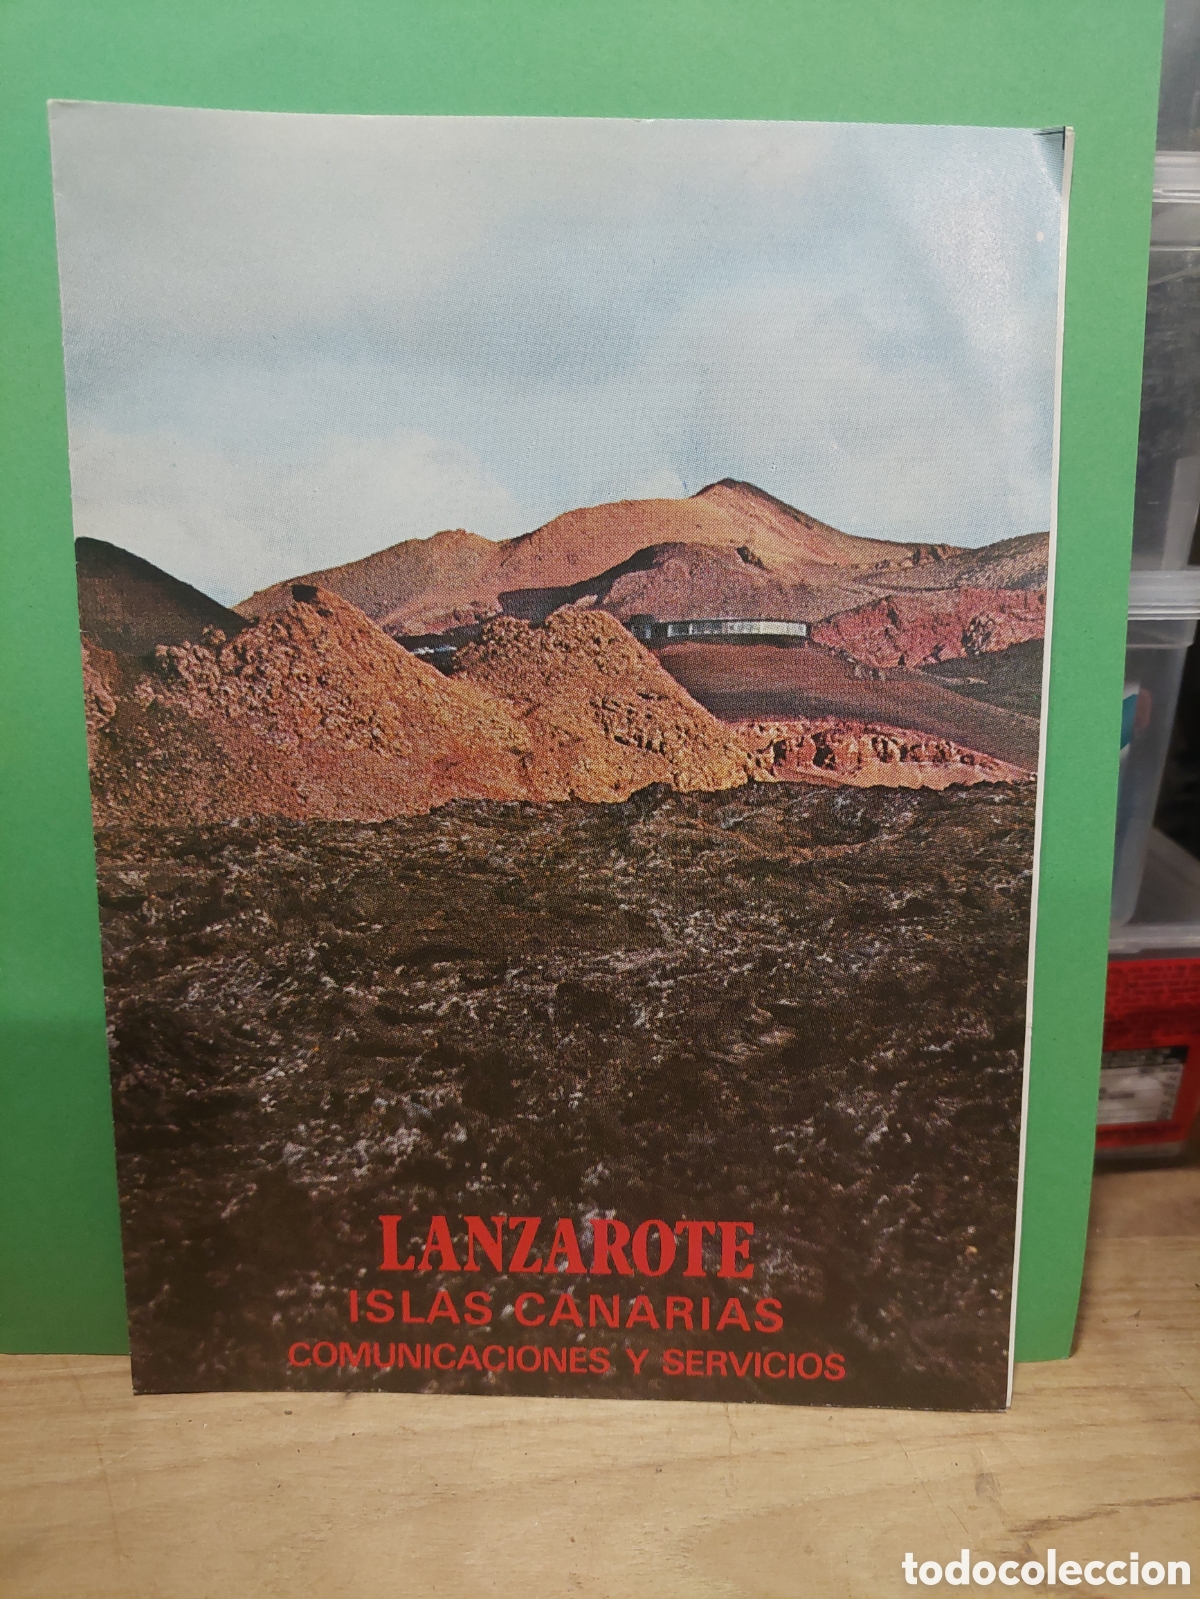 LANZAROTE
ISLAS CANARIAS
COMUNICACIONES Y SERVICIOS
todocoleccion